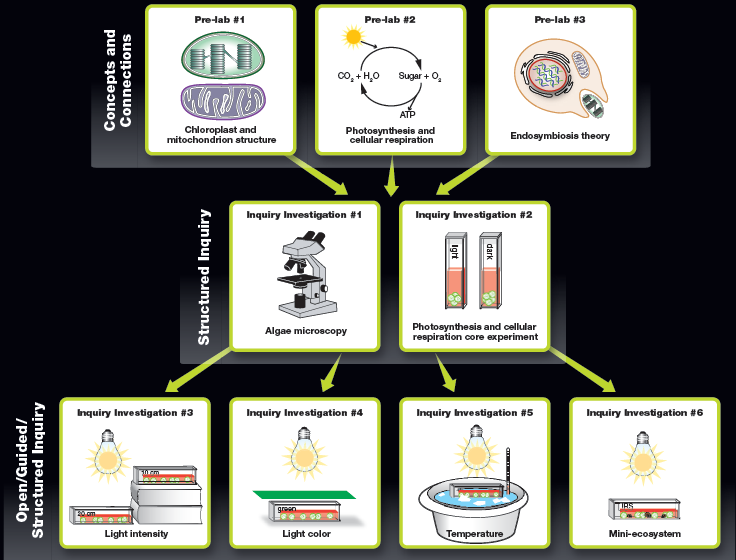 Concepts and
Connections
Pre-lab #1
Chloroplast and
mitochondrion structure
Pre-lab #2
CO2 + H2O
Sugar + O2
ATP
Photosynthesis and
cellular respiration
Pre-lab #3
Endosymbiosis theory
Structured Inquiry
Inquiry Investigation #1
Algae microscopy
Inquiry Investigation #2
light
dark
Photosynthesis and cellular
respiration core experiment
Open/Guided/
Structured Inquiry
Inquiry Investigation #3
10 cm
20 cm
Light intensity
Inquiry Investigation #4
green
Light color
Inquiry Investigation #5
Temperature
Inquiry Investigation #6
Mini-ecosystem